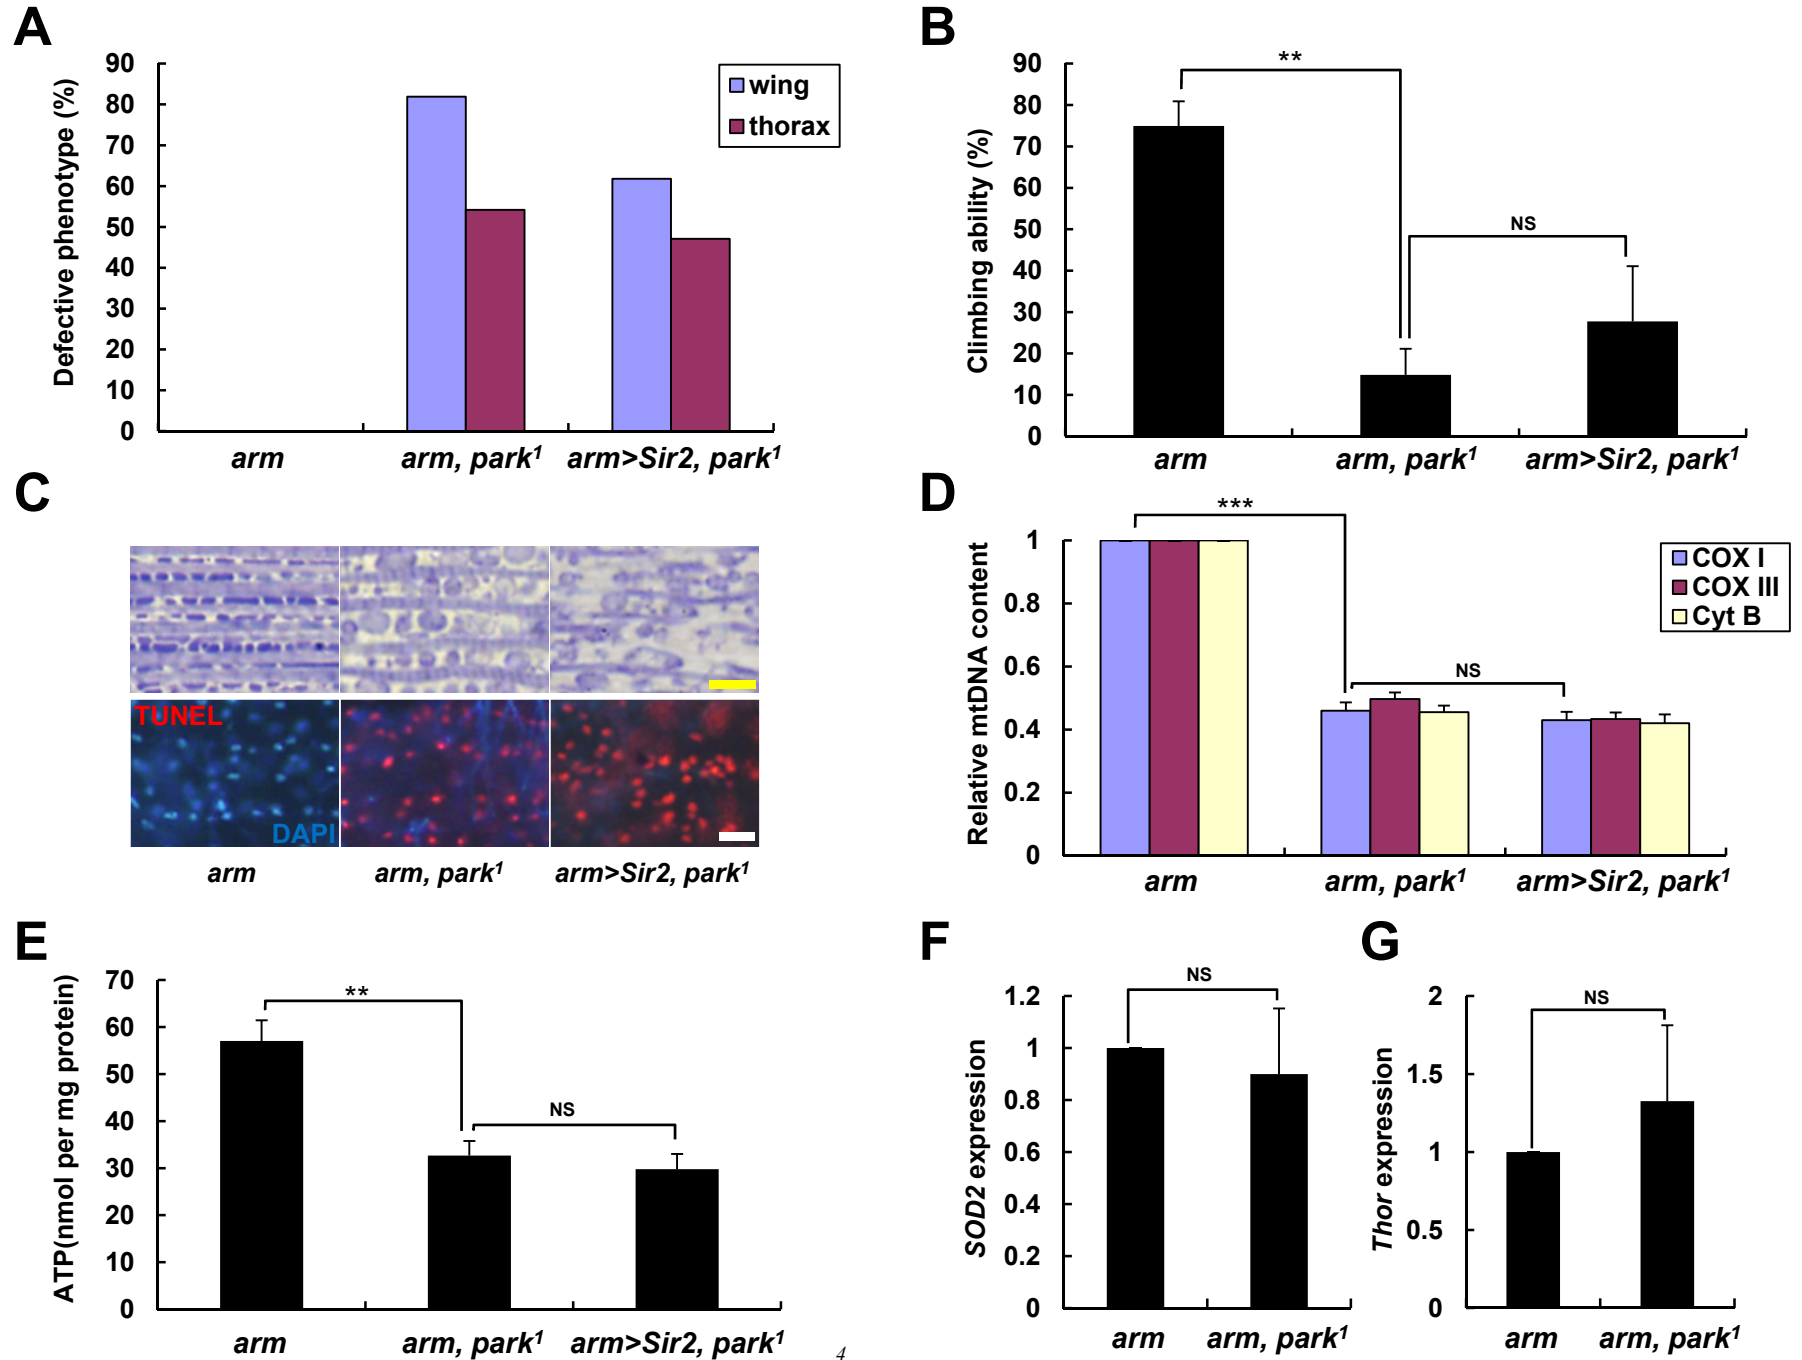 A
Defective phenotype (%)
90
80
70
60
50
40
30
20
10
0
wing
thorax
arm
arm, park¹
arm>Sir2, park¹
B
Climbing ability (%)
90
80
70
60
50
40
30
20
10
0
**
NS
arm
arm, park¹
arm>Sir2, park¹
C
TUNEL
DAPI
arm
arm, park¹
arm>Sir2, park¹
D
Relative mtDNA content
1
0.8
0.6
0.4
0.2
0
***
NS
COX I
COX III
Cyt B
arm
arm, park¹
arm>Sir2, park¹
E
ATP(nmol per mg protein)
70
60
50
40
30
20
10
0
**
NS
arm
arm, park¹
arm>Sir2, park¹
F
SOD2 expression
1.2
1
0.8
0.6
0.4
0.2
0
NS
arm
arm, park¹
G
Thor expression
2
1.5
1
0.5
0
NS
arm
arm, park¹
4